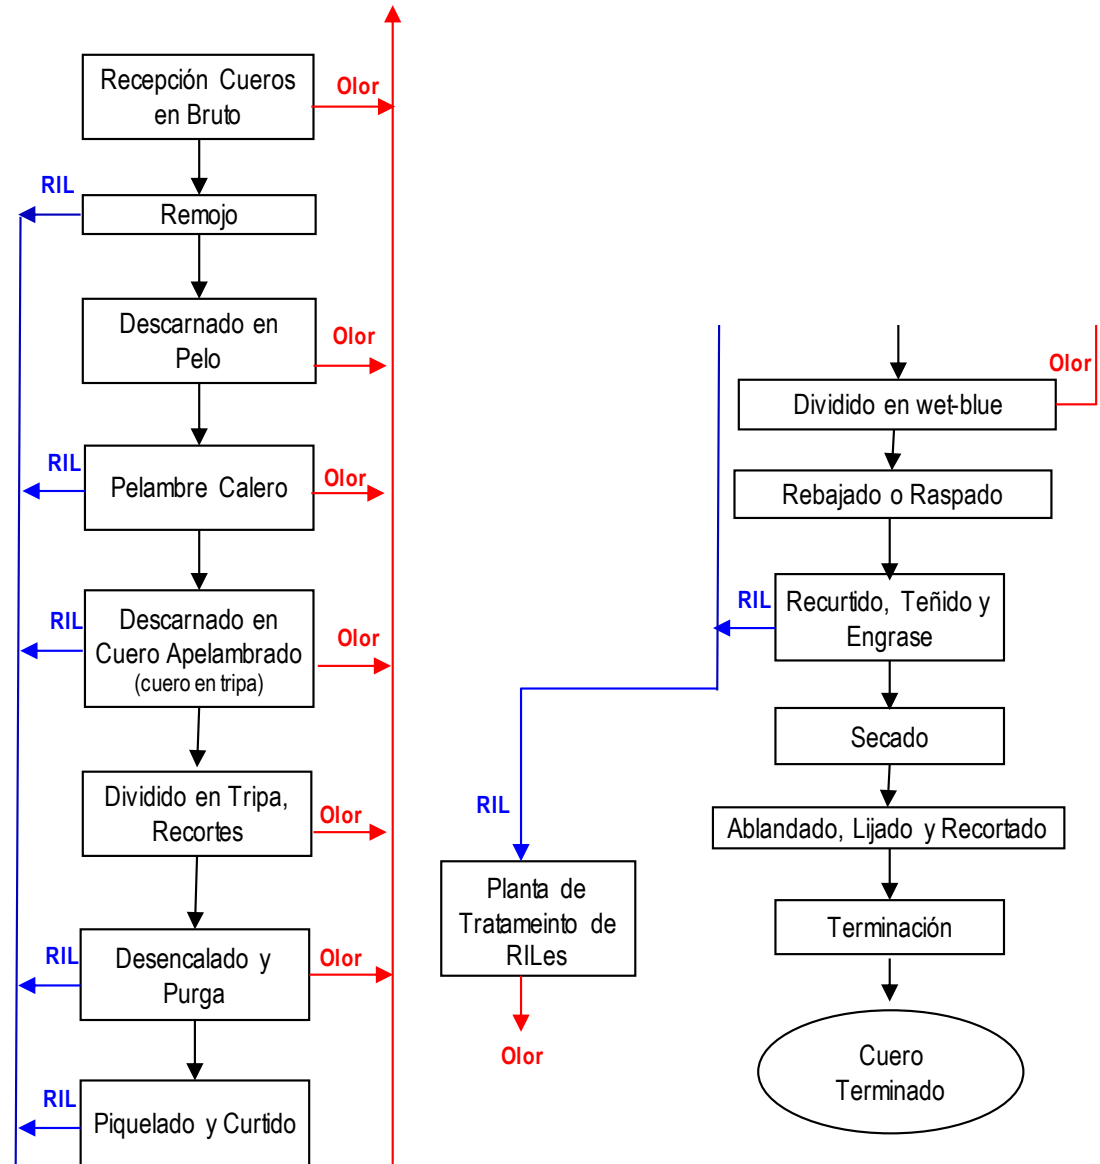 Recepción Cueros
en Bruto
Olor
RIL
Remojo
Descarnado en
Pelo
Olor
RIL
Pelambre Calero
Olor
RIL
Descarnado en
Cuero Apelambrado
(cuero en tripa)
Olor
Dividido en Tripa,
Recortes
Olor
RIL
Desencalado y
Purga
Olor
RIL
Piquelado y Curtido
Olor
Dividido en wet-blue
Rebajado o Raspado
RIL
Recurtido, Teñido y
Engrase
Secado
RIL
Ablandado, Lijado y Recortado
Planta de
Tratameinto de
RILes
Olor
Terminación
Cuero
Terminado